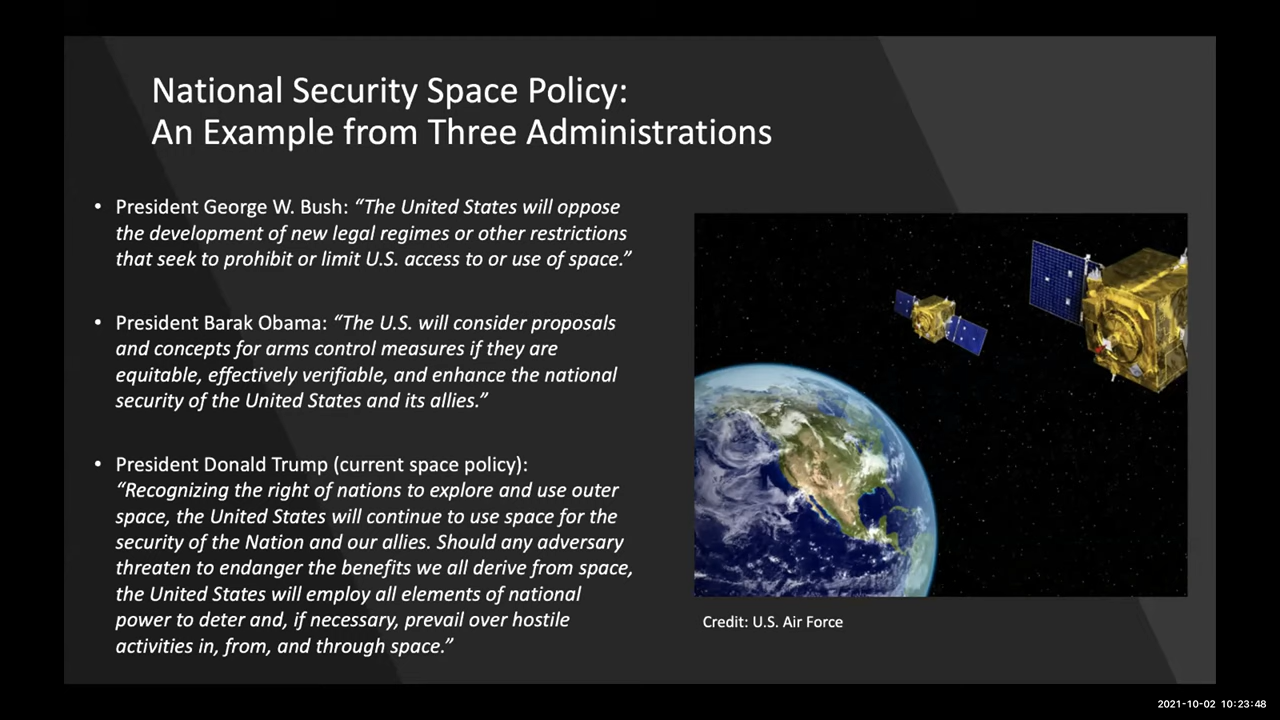 National Security Space Policy:
An Example from Three Administrations
• President George W. Bush: “The United States will oppose
the development of new legal regimes or other restrictions
that seek to prohibit or limit U.S. access to or use of space.”
• President Barak Obama: “The U.S. will consider proposals
and concepts for arms control measures if they are
equitable, effectively verifiable, and enhance the national
security of the United States and its allies.”
• President Donald Trump (current space policy):
“Recognizing the right of nations to explore and use outer
space, the United States will continue to use space for the
security of the Nation and our allies. Should any adversary
threaten to endanger the benefits we all derive from space,
the United States will employ all elements of national
power to deter and, if necessary, prevail over hostile
activities in, from, and through space.”
Credit: U.S. Air Force
2021-10-02 10:23:48